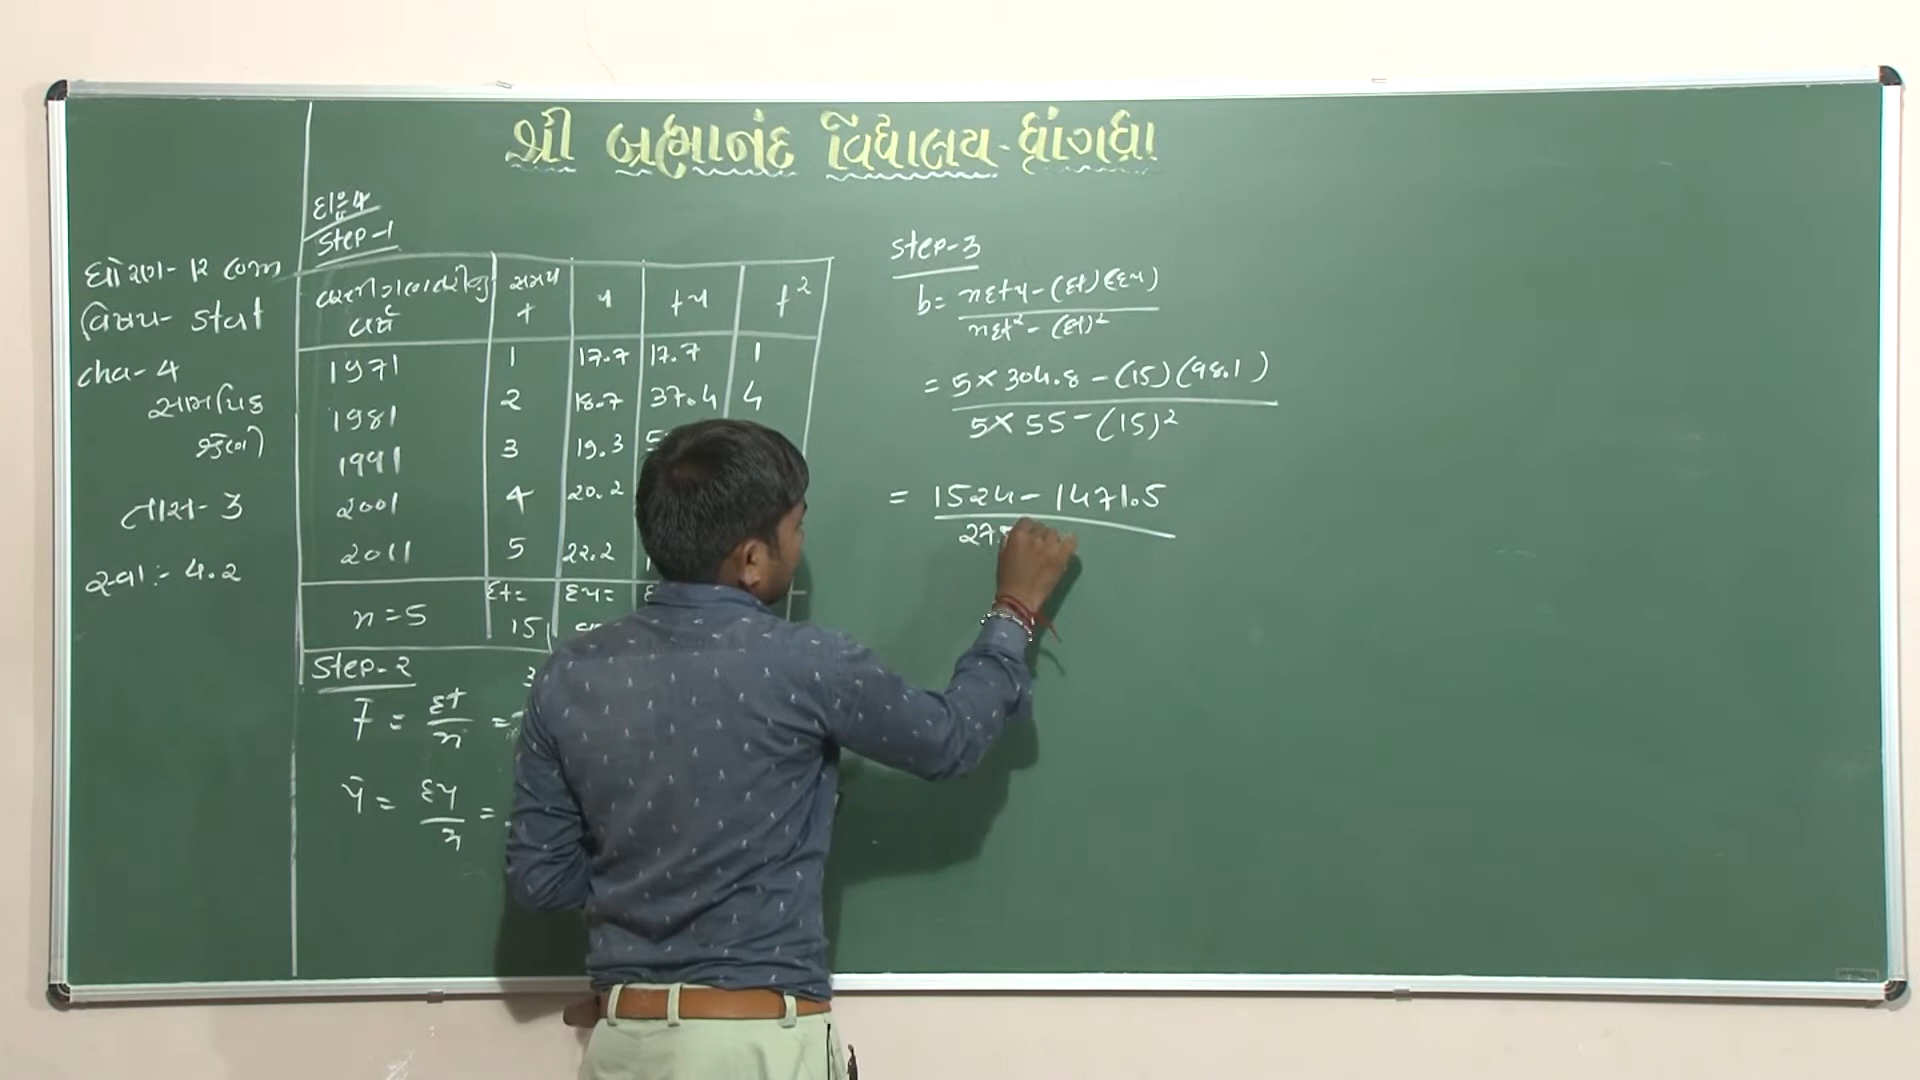 શ્રી બ્રહ્માનંદ વિદ્યાલય - ધ્રાંગધ્રા
ધોરણ - 12 com
વિષય - stat
cha - 4
સામયિક
શ્રેણી
તાસ - 3
સ્વા :- 4.2
દા:4
Step-1
વસ્તી ગણતરીનું વર્ષ સમય t y ty t²
1971 1 17.7 17.7 1
1981 2 18.7 37.4 4
1991 3 19.3
2001 4 20.2
2011 5 22.2
n = 5 Σt = 15 Σy =
Step-2
t̄ = Σt / n =
ȳ = Σy / n =
Step-3
b = nΣty - (Σt)(Σy) / nΣt² - (Σt)²
= 5 × 304.8 - (15)(98.1) / 5 × 55 - (15)²
= 1524 - 1471.5
27